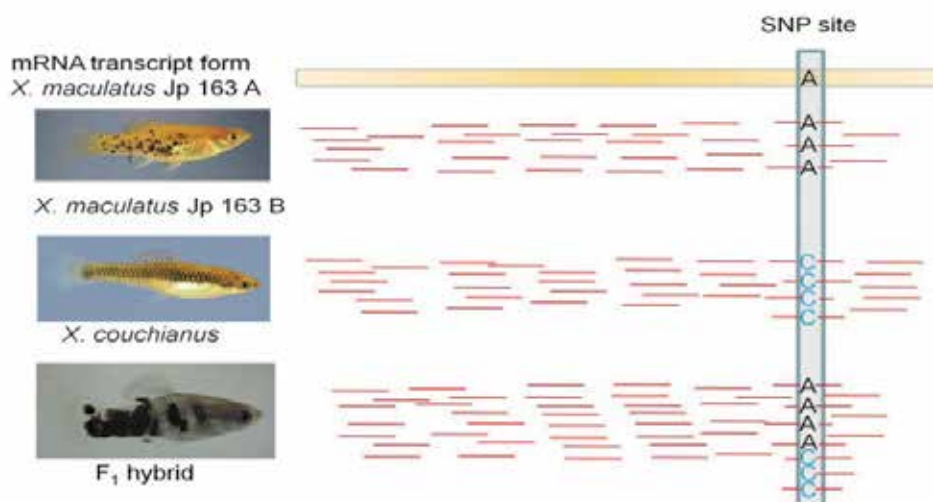 SNP site
mRNA transcript form
X. maculatus Jp 163 A
A
A
A
A
X. maculatus Jp 163 B
C
C
C
C
X. couchianus
A
A
A
A
C
C
C
F₁ hybrid